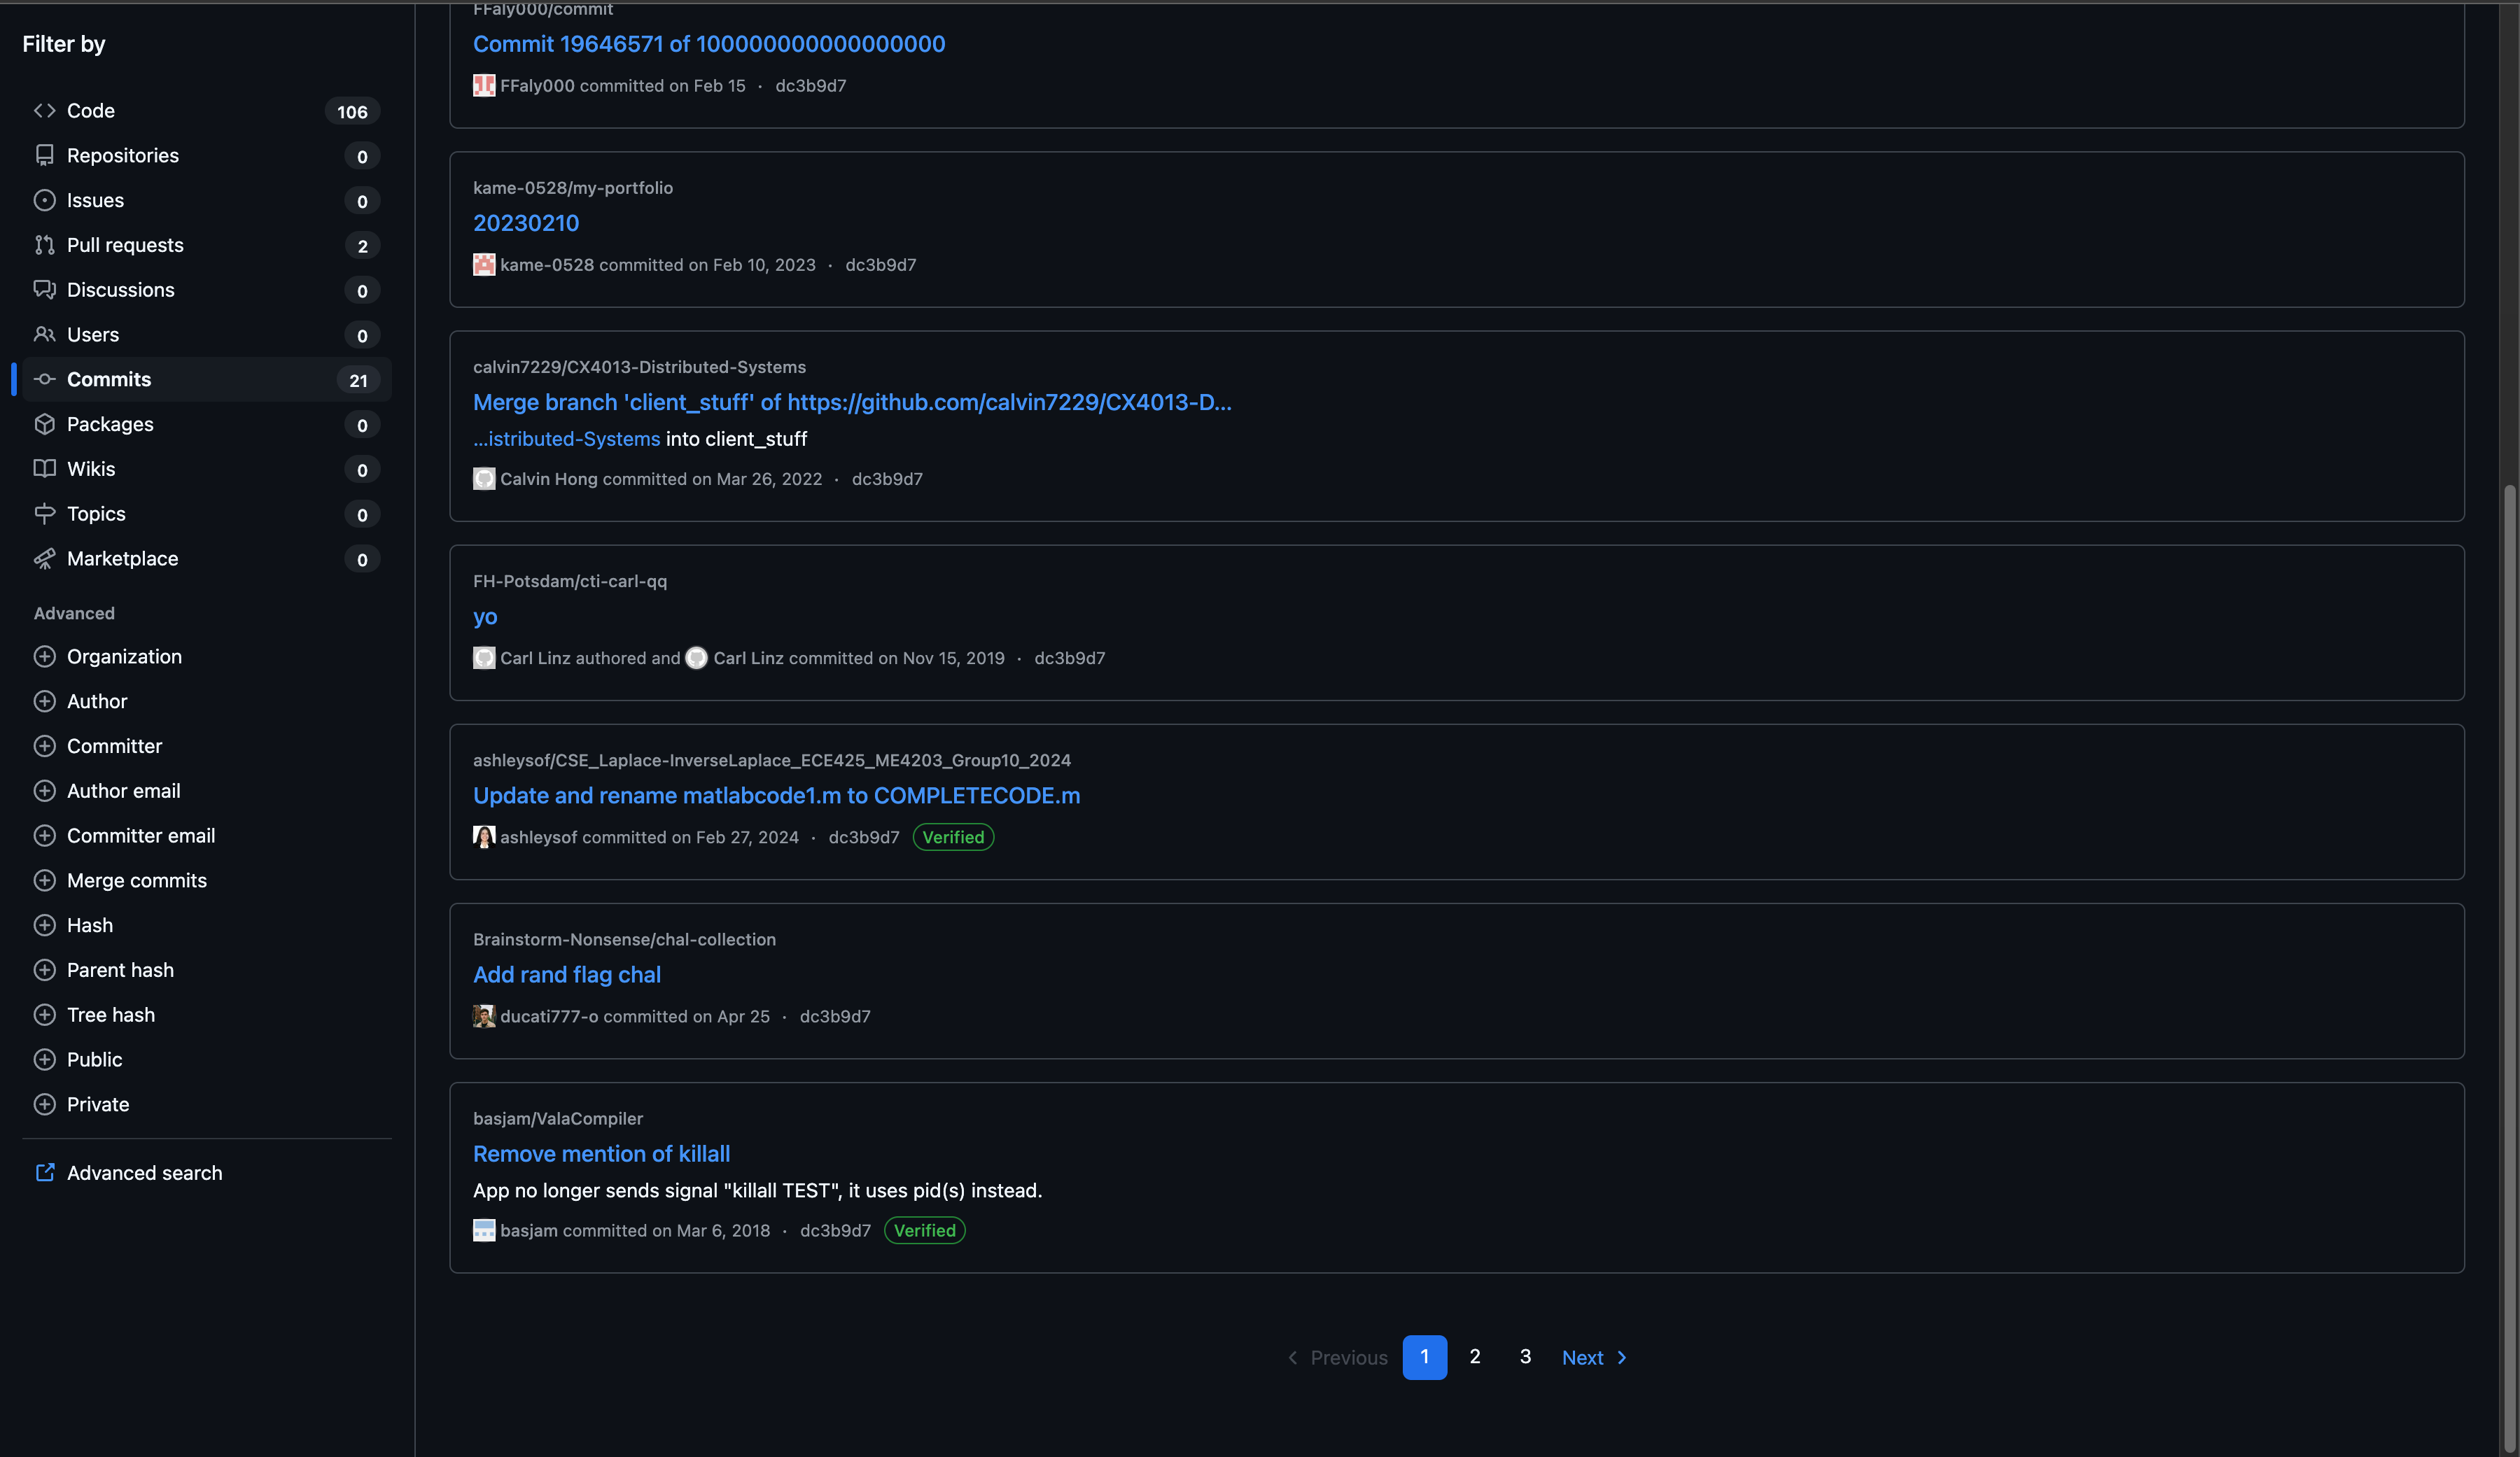 Filter by
Code 106
Repositories 0
Issues 0
Pull requests 2
Discussions 0
Users 0
Commits 21
Packages 0
Wikis 0
Topics 0
Marketplace 0
Advanced
Organization
Author
Committer
Author email
Committer email
Merge commits
Hash
Parent hash
Tree hash
Public
Private
Advanced search
FFaly000/commit
Commit 19646571 of 1000000000000000000
FFaly000 committed on Feb 15 · dc3b9d7
kame-0528/my-portfolio
20230210
kame-0528 committed on Feb 10, 2023 · dc3b9d7
calvin7229/CX4013-Distributed-Systems
Merge branch 'client_stuff' of https://github.com/calvin7229/CX4013-D...
...istributed-Systems into client_stuff
Calvin Hong committed on Mar 26, 2022 · dc3b9d7
FH-Potsdam/cti-carl-qq
yo
Carl Linz authored and Carl Linz committed on Nov 15, 2019 · dc3b9d7
ashleysof/CSE_Laplace-InverseLaplace_ECE425_ME4203_Group10_2024
Update and rename matlabcode1.m to COMPLETECODE.m
ashleysof committed on Feb 27, 2024 · dc3b9d7 Verified
Brainstorm-Nonsense/chal-collection
Add rand flag chal
ducati777-o committed on Apr 25 · dc3b9d7
basjam/ValaCompiler
Remove mention of killall
App no longer sends signal "killall TEST", it uses pid(s) instead.
basjam committed on Mar 6, 2018 · dc3b9d7 Verified
Previous 1 2 3 Next